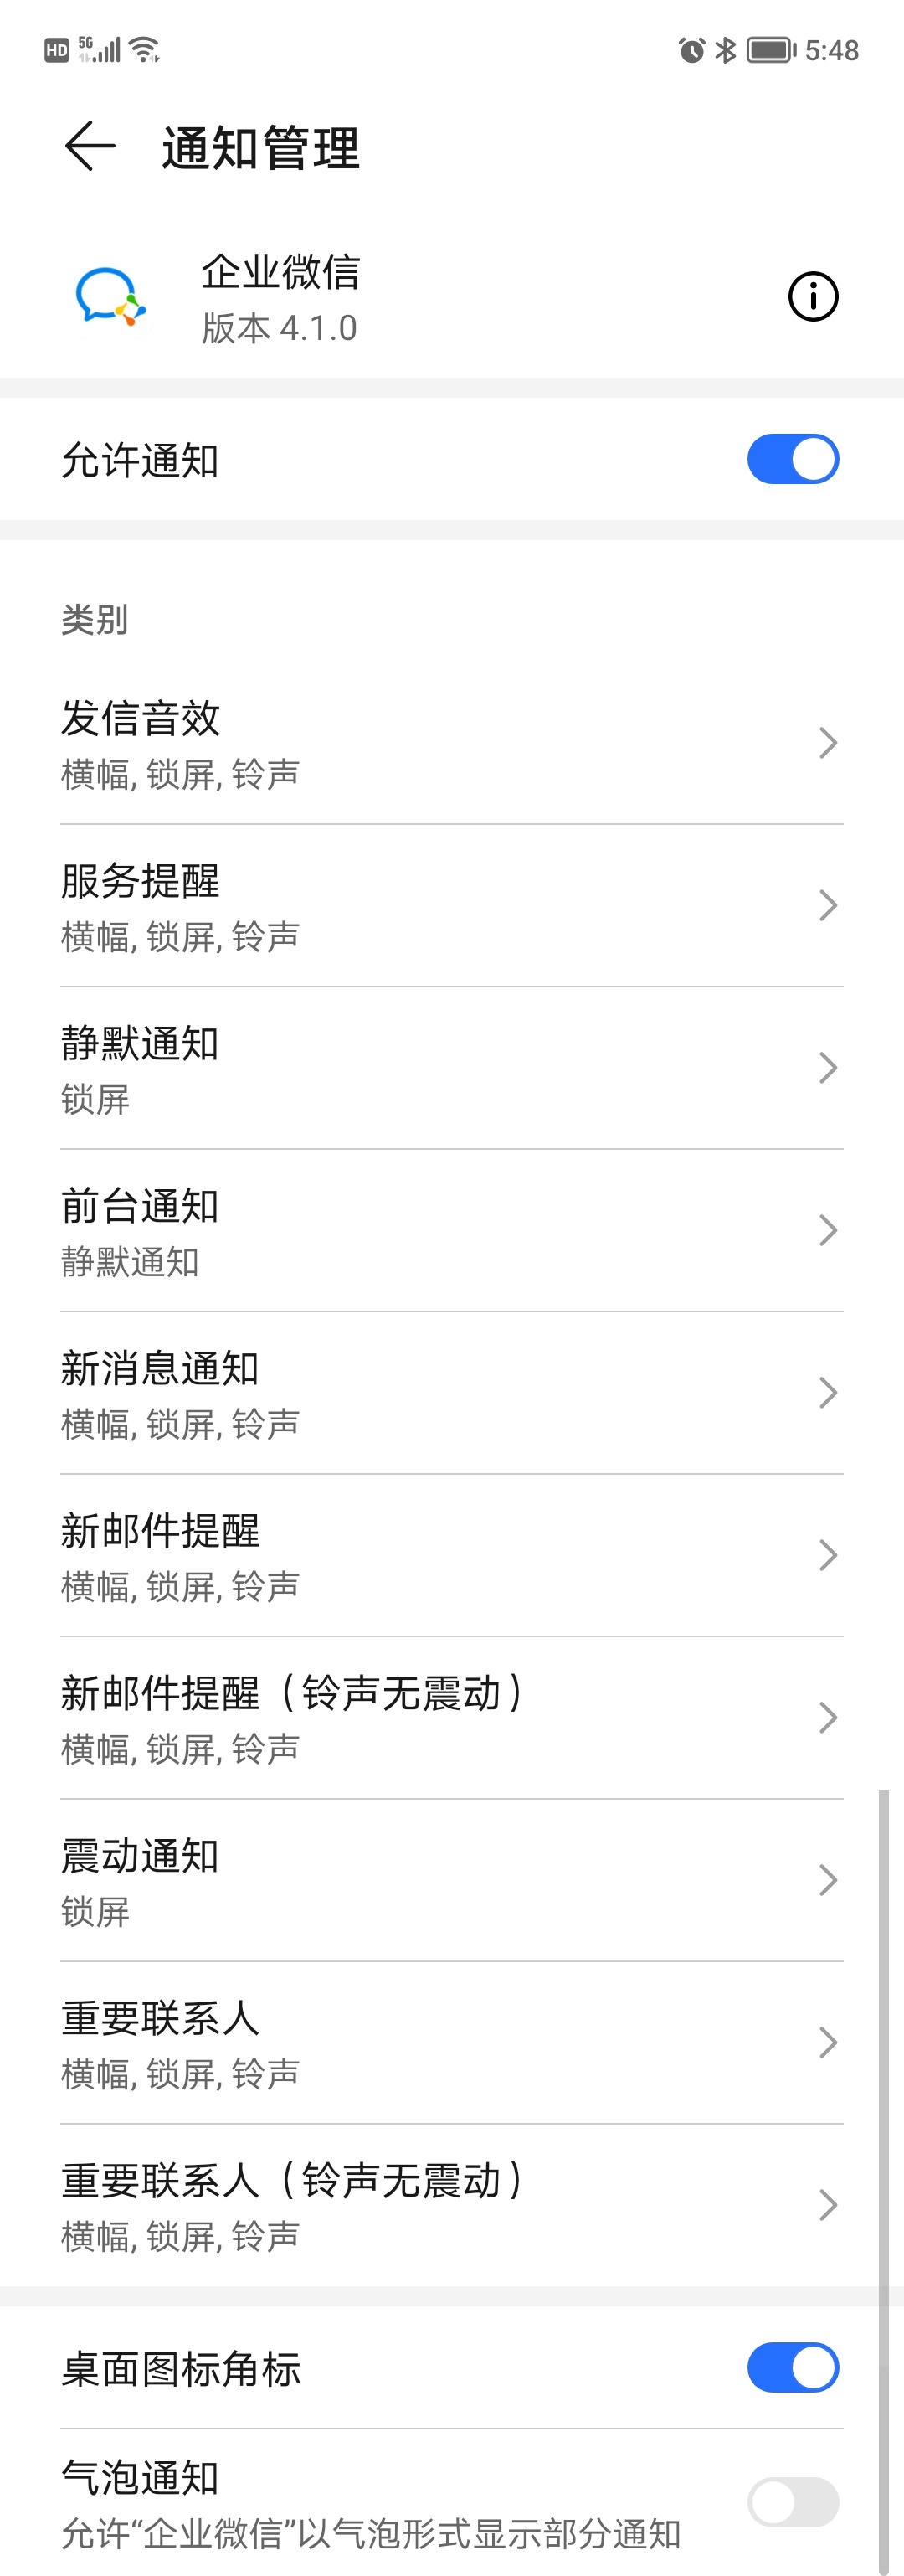 HD 5G 5:48
通知管理
企业微信
版本 4.1.0
允许通知
类别
发信音效
横幅, 锁屏, 铃声
服务提醒
横幅, 锁屏, 铃声
静默通知
锁屏
前台通知
静默通知
新消息通知
横幅, 锁屏, 铃声
新邮件提醒
横幅, 锁屏, 铃声
新邮件提醒（铃声无震动）
横幅, 锁屏, 铃声
震动通知
锁屏
重要联系人
横幅, 锁屏, 铃声
重要联系人（铃声无震动）
横幅, 锁屏, 铃声
桌面图标角标
气泡通知
允许“企业微信”以气泡形式显示部分通知